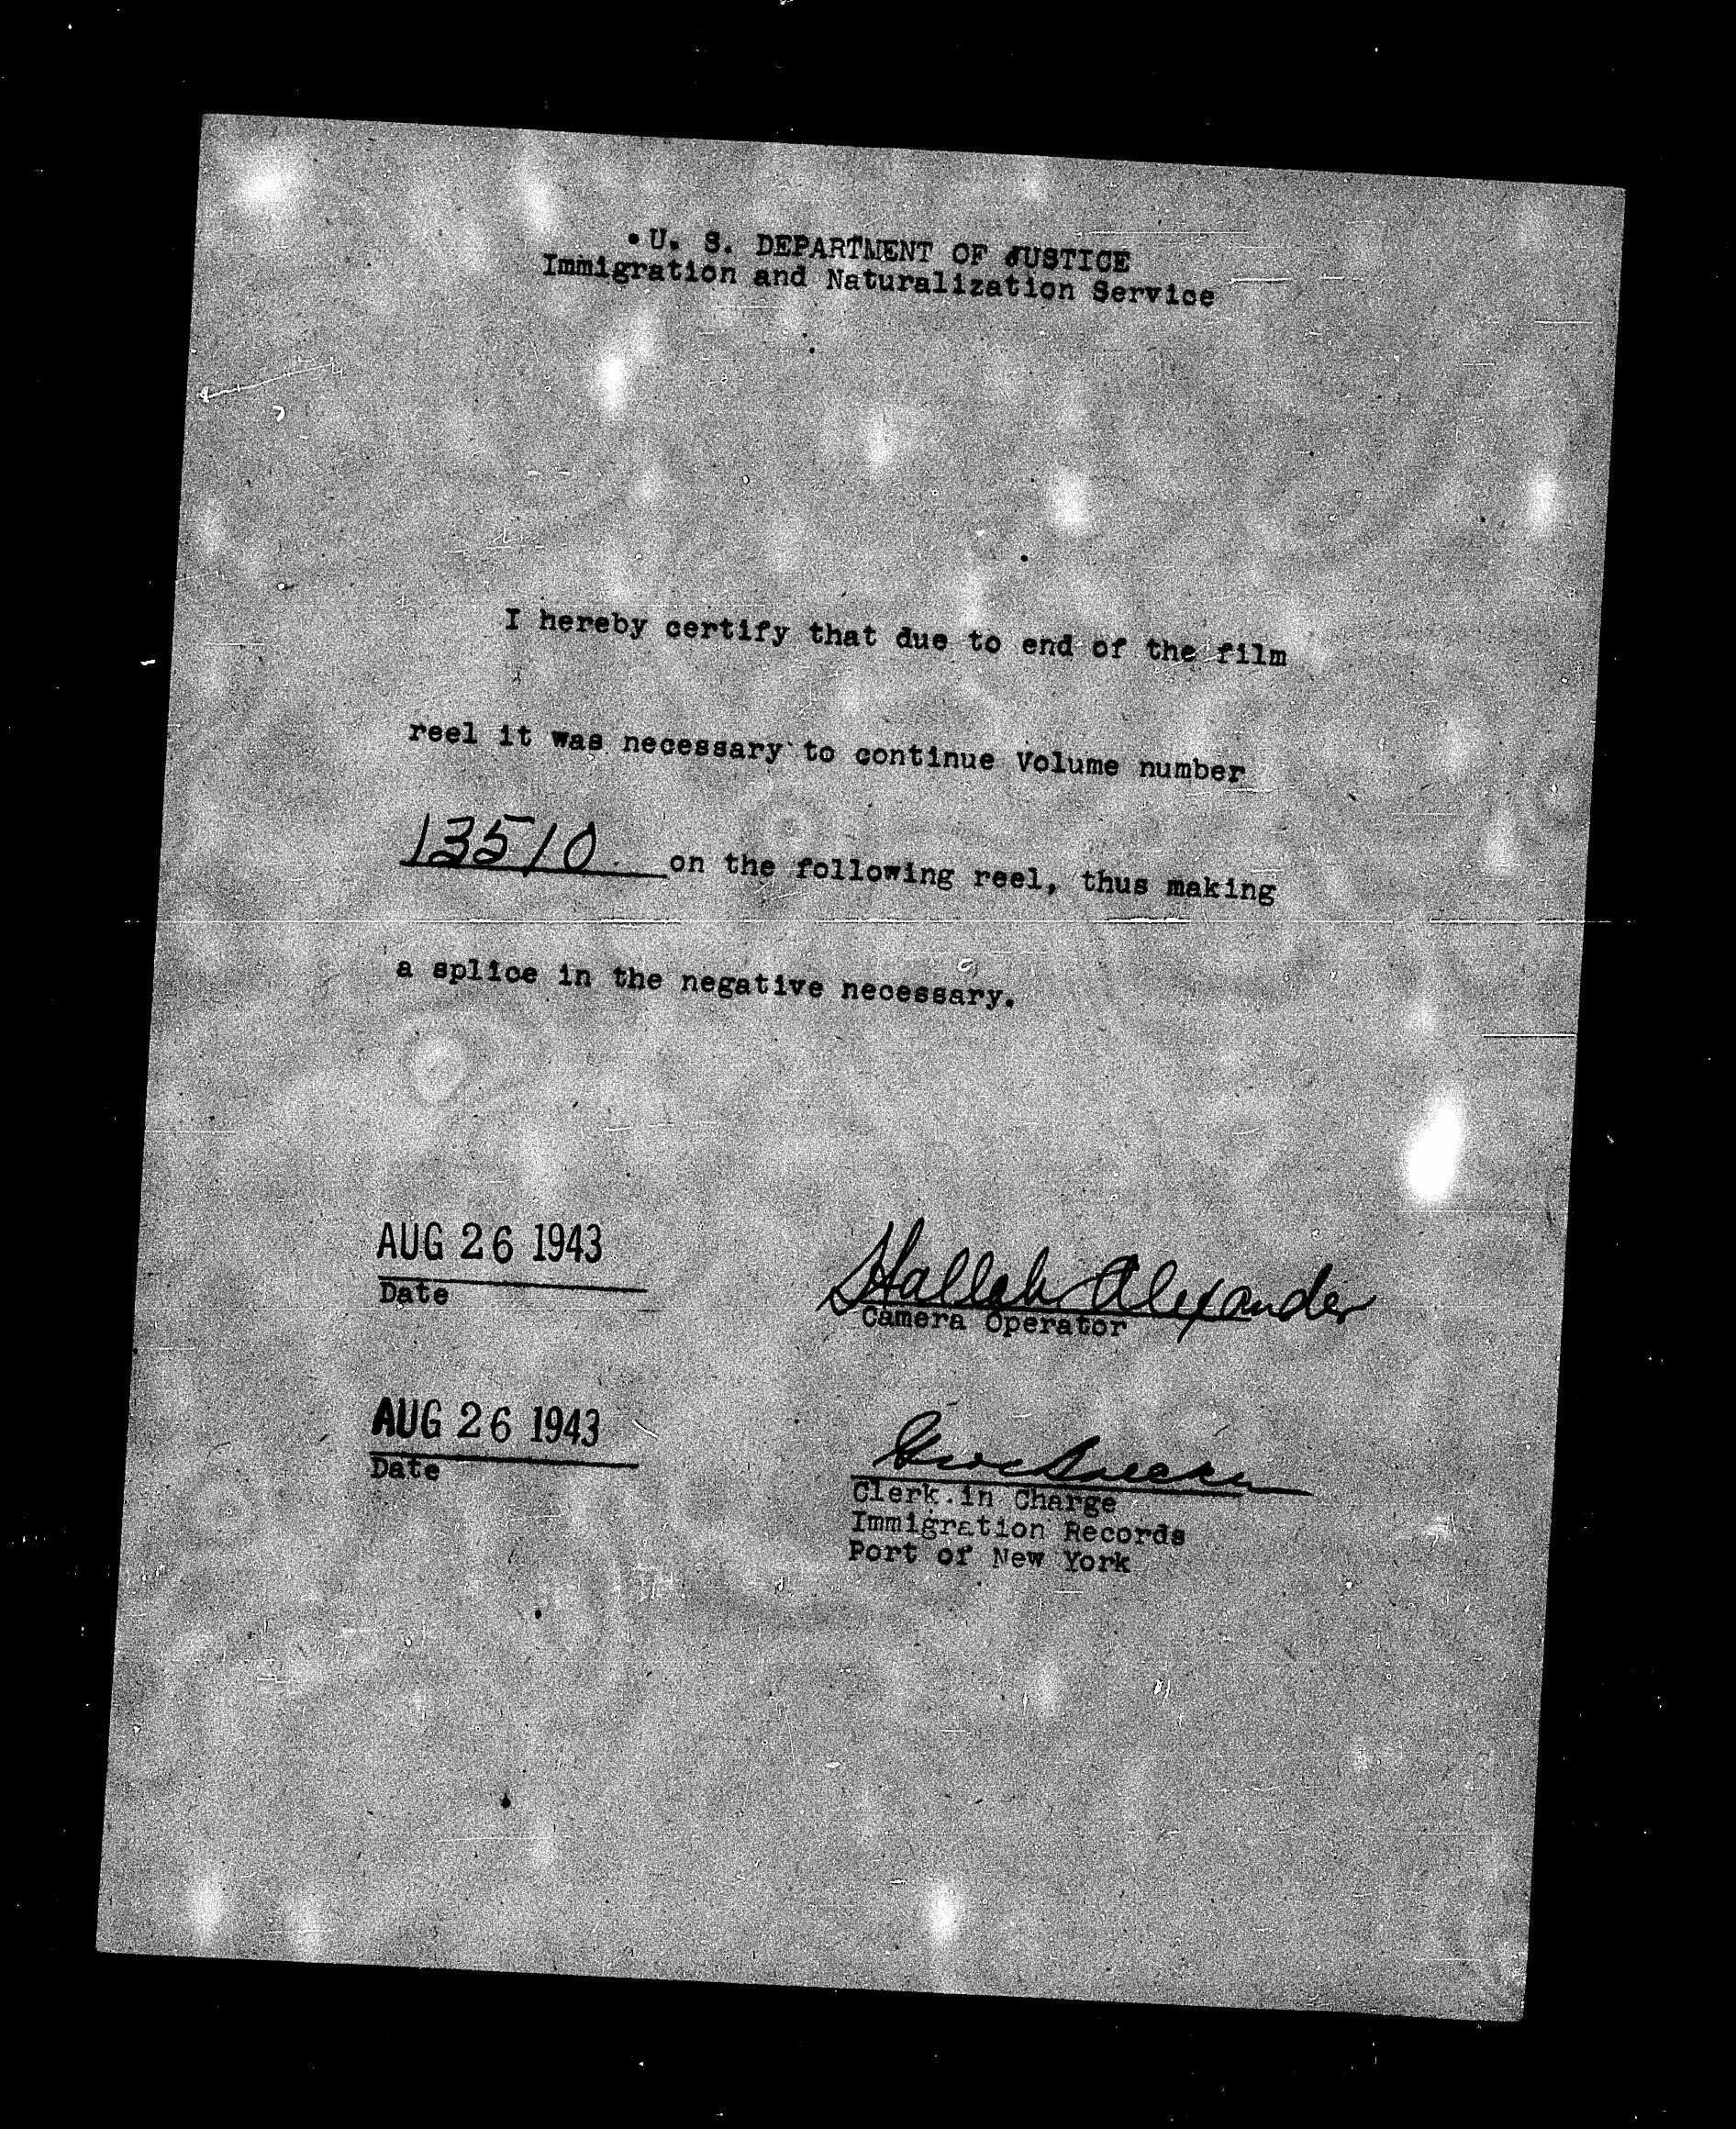 U. S. DEPARTMENT OF JUSTICE
Immigration and Naturalization Service
I hereby certify that due to end of the film
reel it was necessary to continue Volume number
13510 on the following reel, thus making
a splice in the negative necessary.
AUG 26 1943
Date
Hallah Alexander
Camera Operator
AUG 26 1943
Date
Clerk in Charge
Immigration Records
Port of New York